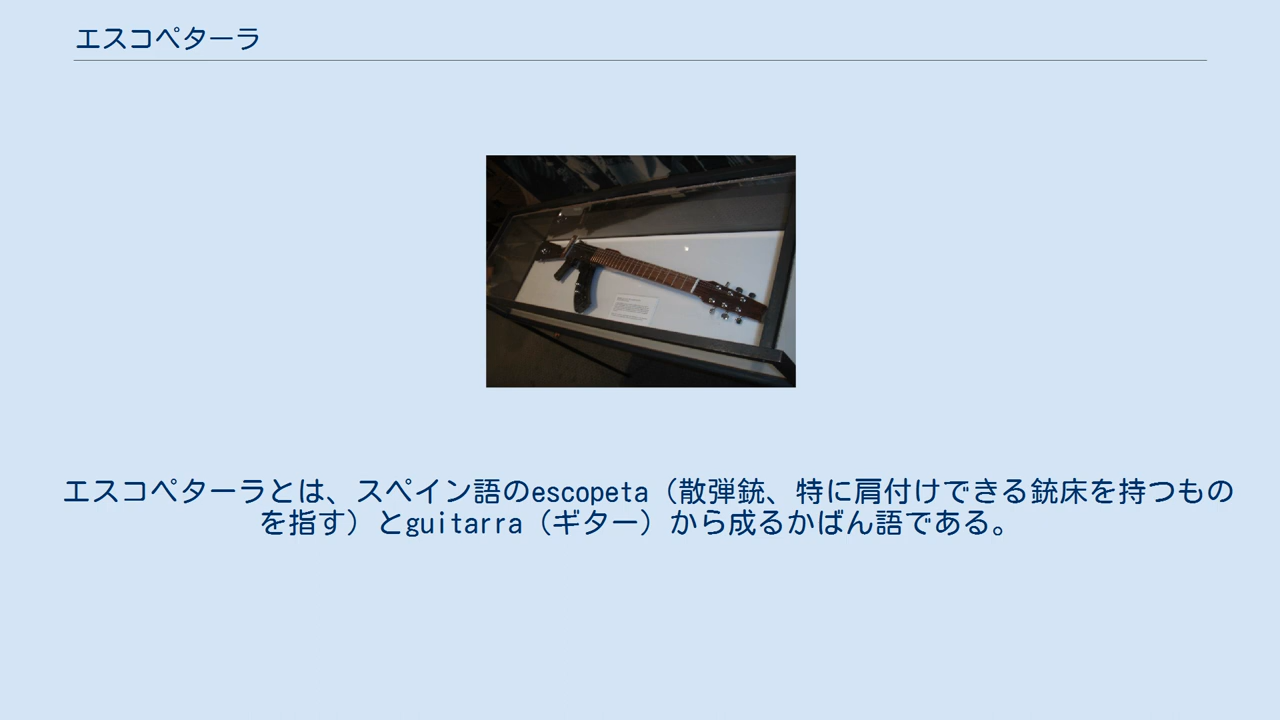 エスコペターラ
エスコペターラとは、スペイン語のescopeta（散弾銃、特に肩付けできる銃床を持つもの
を指す）とguitarra（ギター）から成るかばん語である。